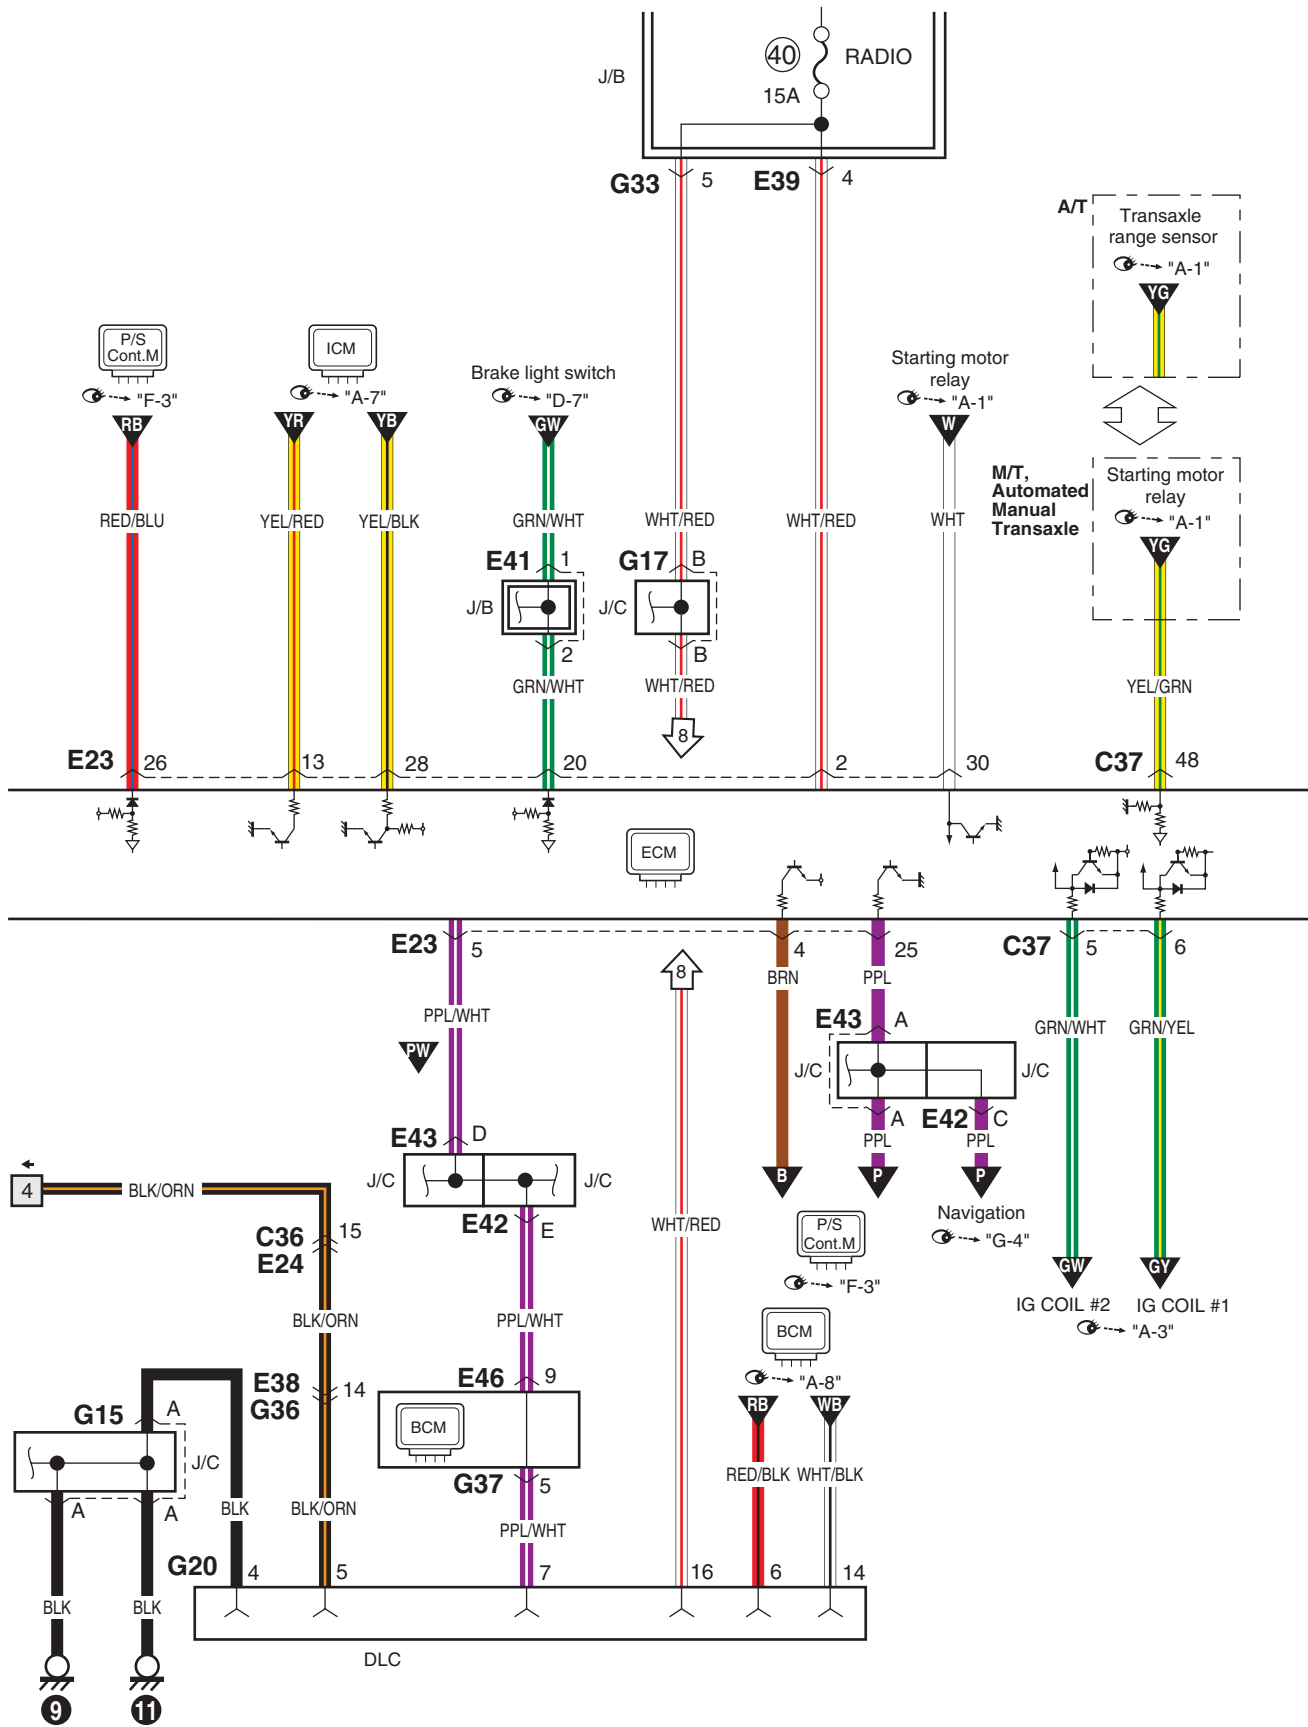 40 RADIO
J/B
15A
G33 5 E39 4
A/T
Transaxle
range sensor
"A-1"
YG
P/S
Cont.M
"F-3"
RB
ICM
"A-7"
YR YB
Brake light switch
"D-7"
GW
Starting motor
relay
"A-1"
W
M/T,
Automated
Manual
Transaxle
Starting motor
relay
"A-1"
YG
RED/BLU YEL/RED YEL/BLK GRN/WHT WHT/RED WHT/RED WHT
E41 1 G17 B
J/B J/C
2 B
GRN/WHT WHT/RED YEL/GRN
8
E23 26 13 28 20 2 30 C37 48
ECM
E23 5 4 25 C37 5 6
8
BRN PPL
PPL/WHT
E43 A
GRN/WHT GRN/YEL
PW
J/C J/C
A E42 C
PPL PPL
E43 D
B P P
J/C J/C
4 BLK/ORN
E42 E
WHT/RED
C36 15
E24
P/S
Cont.M
"F-3"
Navigation
"G-4"
GW GY
IG COIL #2 IG COIL #1
"A-3"
BLK/ORN PPL/WHT
BCM
"A-8"
E46 9
E38 14
G36
RB WB
G15 A
BCM
J/C
G37 5
RED/BLK WHT/BLK
A A
BLK BLK/ORN PPL/WHT
G20 4 5 7 16 6 14
BLK BLK
DLC
9 11